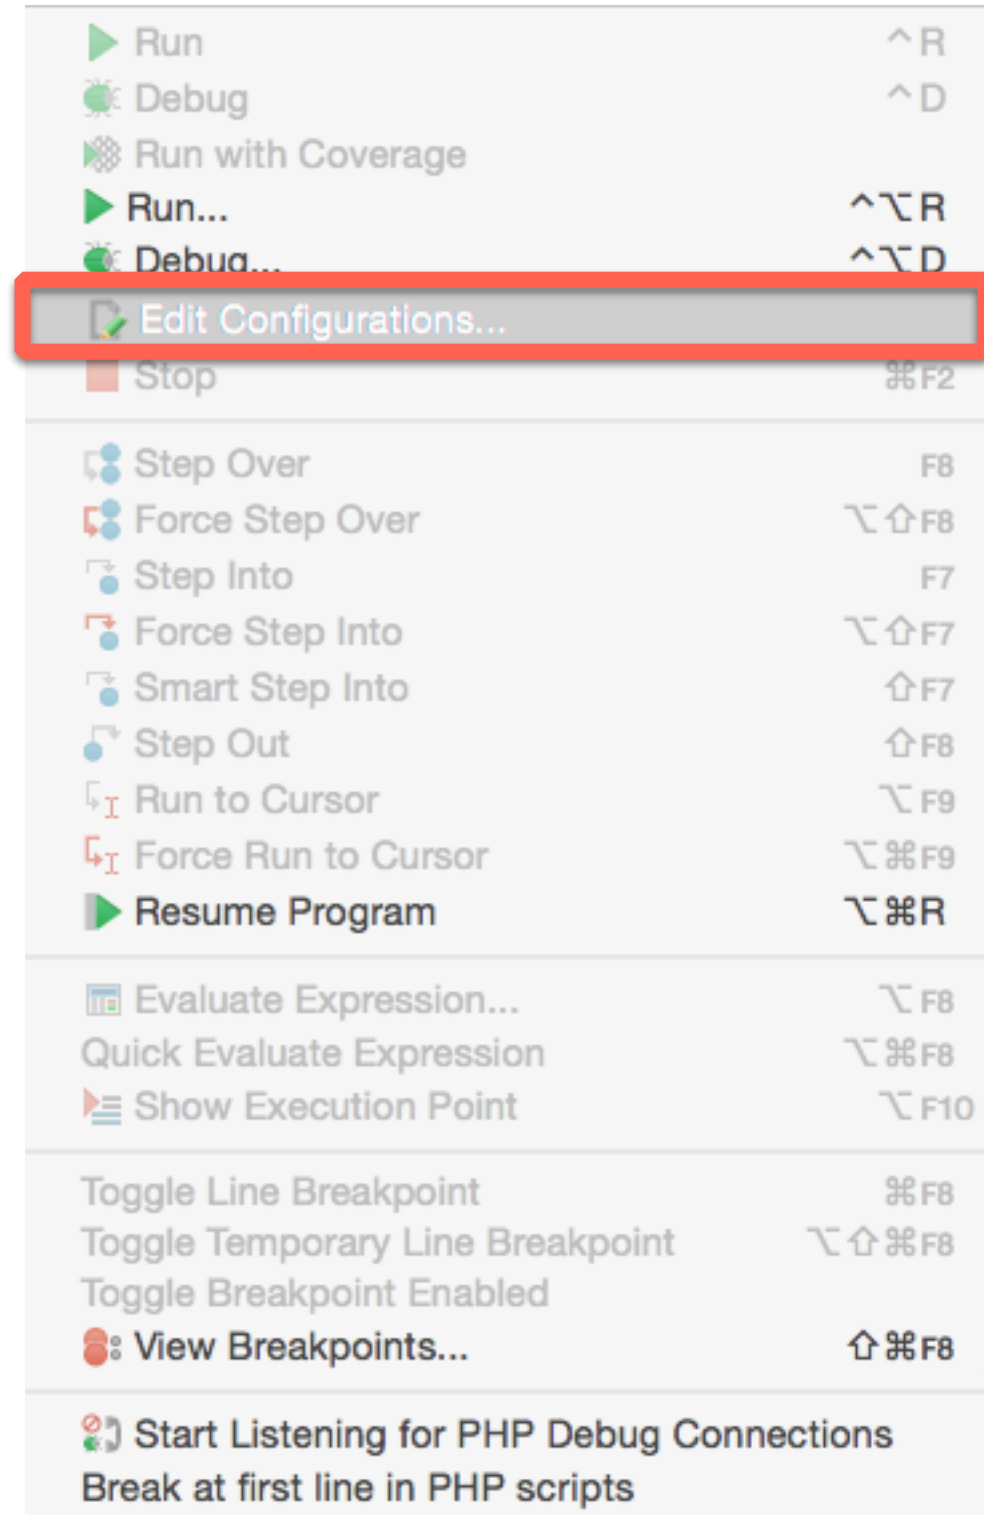 Run ^R
Debug ^D
Run with Coverage
Run... ^⌥R
Debug... ^⌥D
Edit Configurations...
Stop ⌘F2
Step Over F8
Force Step Over ⌥⇧F8
Step Into F7
Force Step Into ⌥⇧F7
Smart Step Into ⇧F7
Step Out ⇧F8
Run to Cursor ⌥F9
Force Run to Cursor ⌥⌘F9
Resume Program ⌥⌘R
Evaluate Expression... ⌥F8
Quick Evaluate Expression ⌥⌘F8
Show Execution Point ⌥F10
Toggle Line Breakpoint ⌘F8
Toggle Temporary Line Breakpoint ⌥⇧⌘F8
Toggle Breakpoint Enabled
View Breakpoints... ⇧⌘F8
Start Listening for PHP Debug Connections
Break at first line in PHP scripts